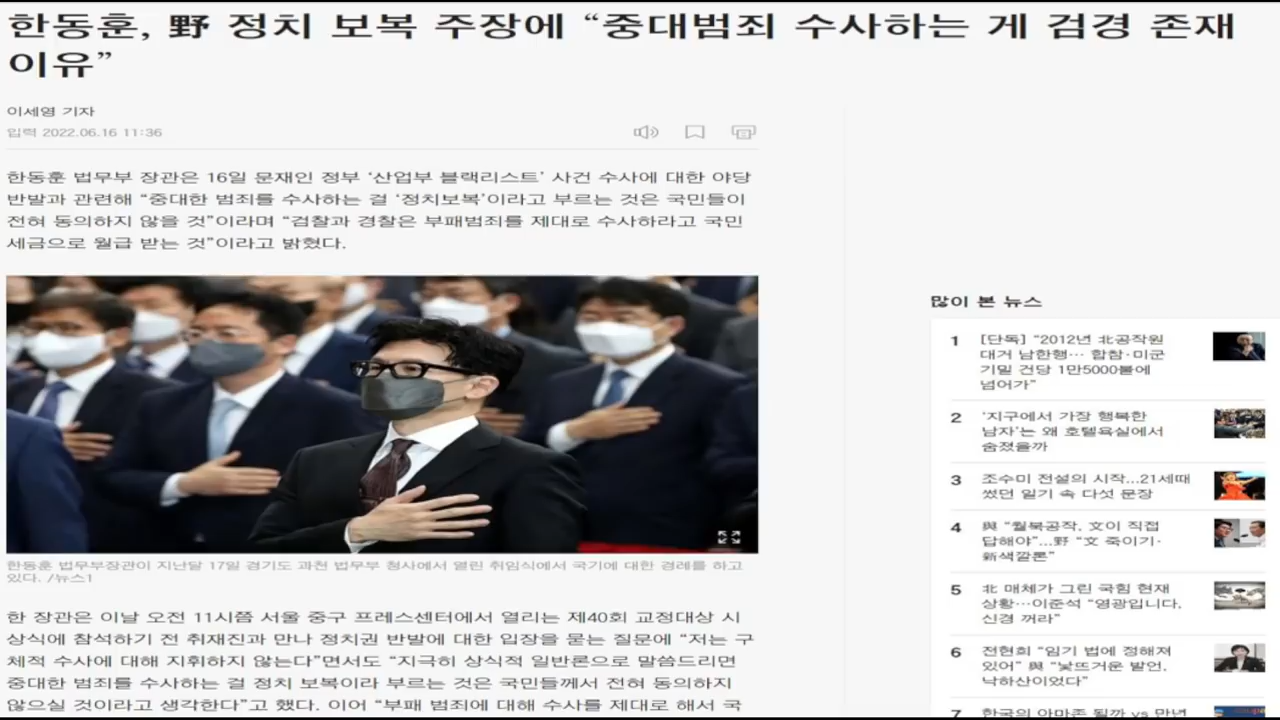 한동훈, 野 정치 보복 주장에 “중대범죄 수사하는 게 검경 존재
이유”
이세영 기자
입력 2022.06.16 11:36
한동훈 법무부 장관은 16일 문재인 정부 ‘산업부 블랙리스트’ 사건 수사에 대한 야당
반발과 관련해 “중대한 범죄를 수사하는 걸 ‘정치보복’이라고 부르는 것은 국민들이
전혀 동의하지 않을 것”이라며 “검찰과 경찰은 부패범죄를 제대로 수사하라고 국민
세금으로 월급 받는 것”이라고 밝혔다.
한동훈 법무부장관이 지난달 17일 경기도 과천 법무부 청사에서 열린 취임식에서 국기에 대한 경례를 하고
있다. /뉴스1
한 장관은 이날 오전 11시쯤 서울 중구 프레스센터에서 열리는 제40회 교정대상 시
상식에 참석하기 전 취재진과 만나 정치권 반발에 대한 입장을 묻는 질문에 “저는 구
체적 수사에 대해 지휘하지 않는다”면서도 “지극히 상식적 일반론으로 말씀드리면
중대한 범죄를 수사하는 걸 정치 보복이라 부르는 것은 국민들께서 전혀 동의하지
않으실 것이라고 생각한다”고 했다. 이어 “부패 범죄에 대해 수사를 제대로 해서 국
많이 본 뉴스
1 [단독] “2012년 北공작원
대거 남한행… 합참·미군
기밀 건당 1만5000불에
넘어가”
2 ‘지구에서 가장 행복한
남자’는 왜 호텔욕실에서
숨졌을까
3 조수미 전설의 시작...21세때
썼던 일기 속 다섯 문장
4 與 “월북공작, 文이 직접
답해야”...野 “文 죽이기·
新색깔론”
5 北 매체가 그린 국힘 현재
상황…이준석 “영광입니다,
신경 꺼라”
6 전현희 “임기 법에 정해져
있어” 與 “낯뜨거운 발언,
낙하산이었다”
7 한국의 아마존 될까 vs 만년